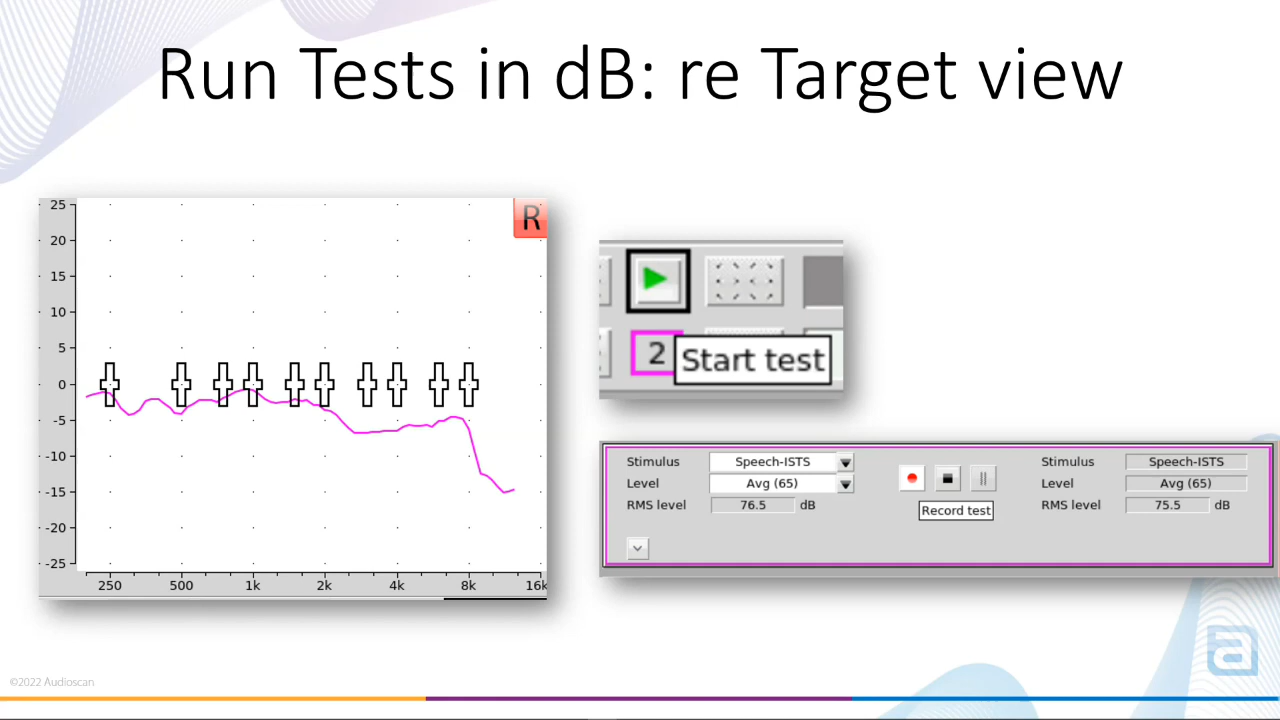 Run Tests in dB: re Target view
25
20
15
10
5
0
-5
-10
-15
-20
-25
250 500 1k 2k 4k 8k 16k
R
2 Start test
Stimulus Speech-ISTS Stimulus Speech-ISTS
Level Avg (65) Level Avg (65)
RMS level 76.5 dB Record test RMS level 75.5 dB
©2022 Audioscan
a